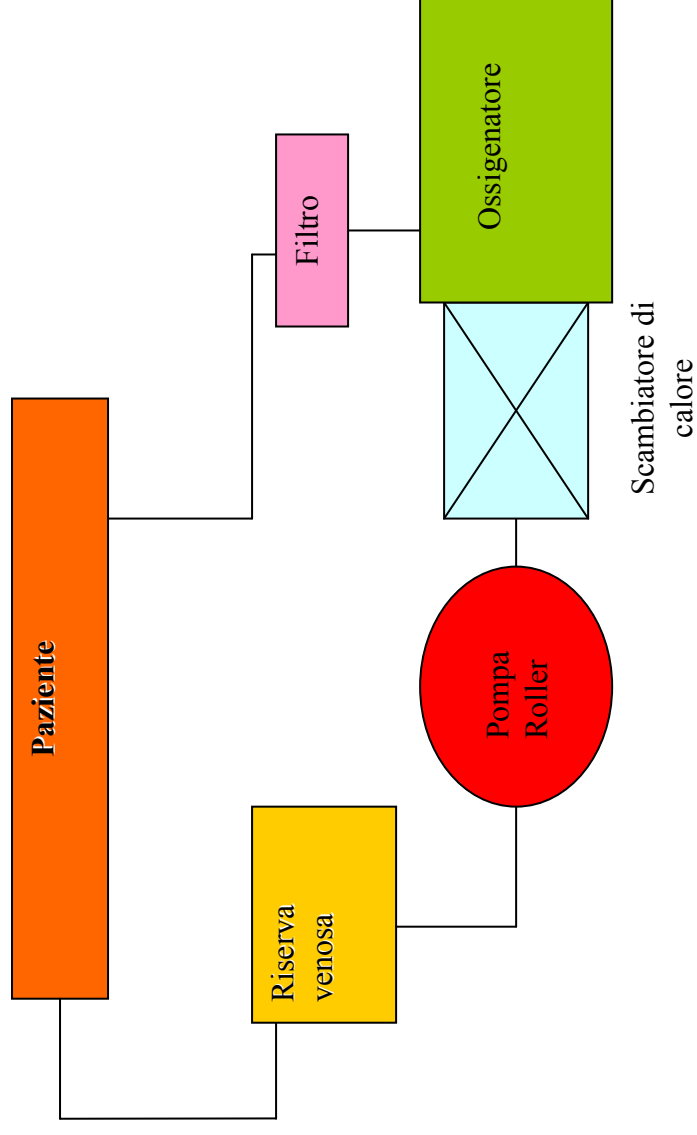 Paziente
Riserva
venosa
Pompa
Roller
Scambiatore di
calore
Filtro
Ossigenatore